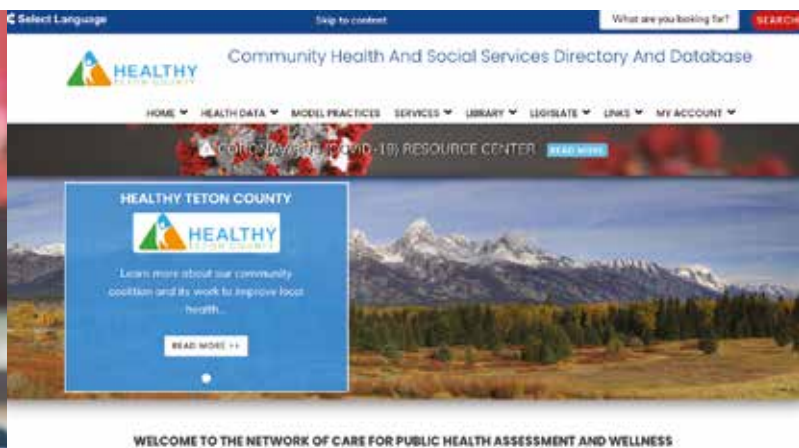 Select Language
Skip to content
What are you looking for?
SEARCH
HEALTHY
TETON COUNTY
Community Health And Social Services Directory And Database
HOME HEALTH DATA MODEL PRACTICES SERVICES LIBRARY LEGISLATE LINKS MY ACCOUNT
CORONAVIRUS (COVID-19) RESOURCE CENTER READ MORE
HEALTHY TETON COUNTY
HEALTHY
TETON COUNTY
Learn more about our community
coalition and its work to improve local
health...
READ MORE >>
WELCOME TO THE NETWORK OF CARE FOR PUBLIC HEALTH ASSESSMENT AND WELLNESS